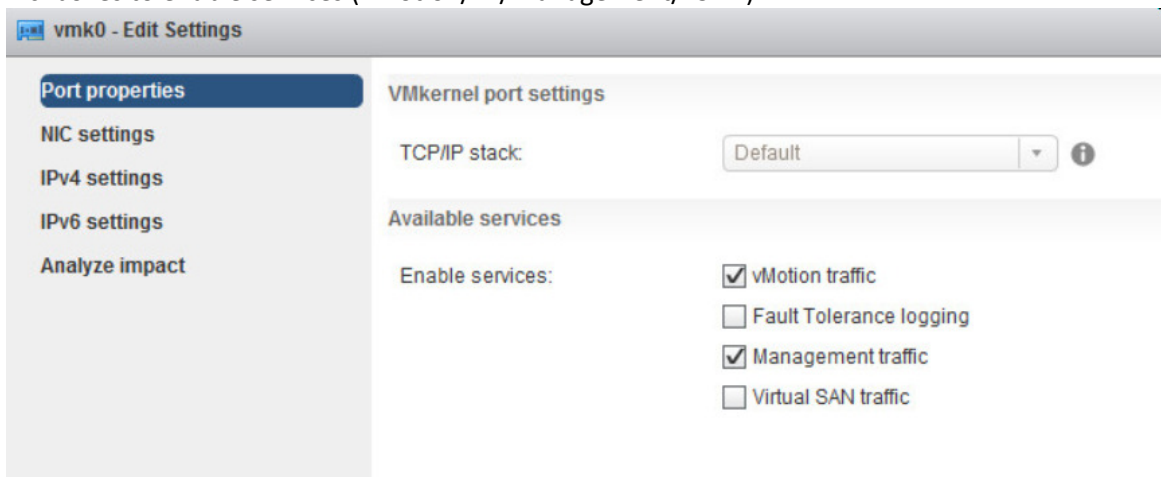 vmk0 - Edit Settings
Port properties
NIC settings
IPv4 settings
IPv6 settings
Analyze impact
VMkernel port settings
TCP/IP stack: Default
Available services
Enable services: vMotion traffic
Fault Tolerance logging
Management traffic
Virtual SAN traffic